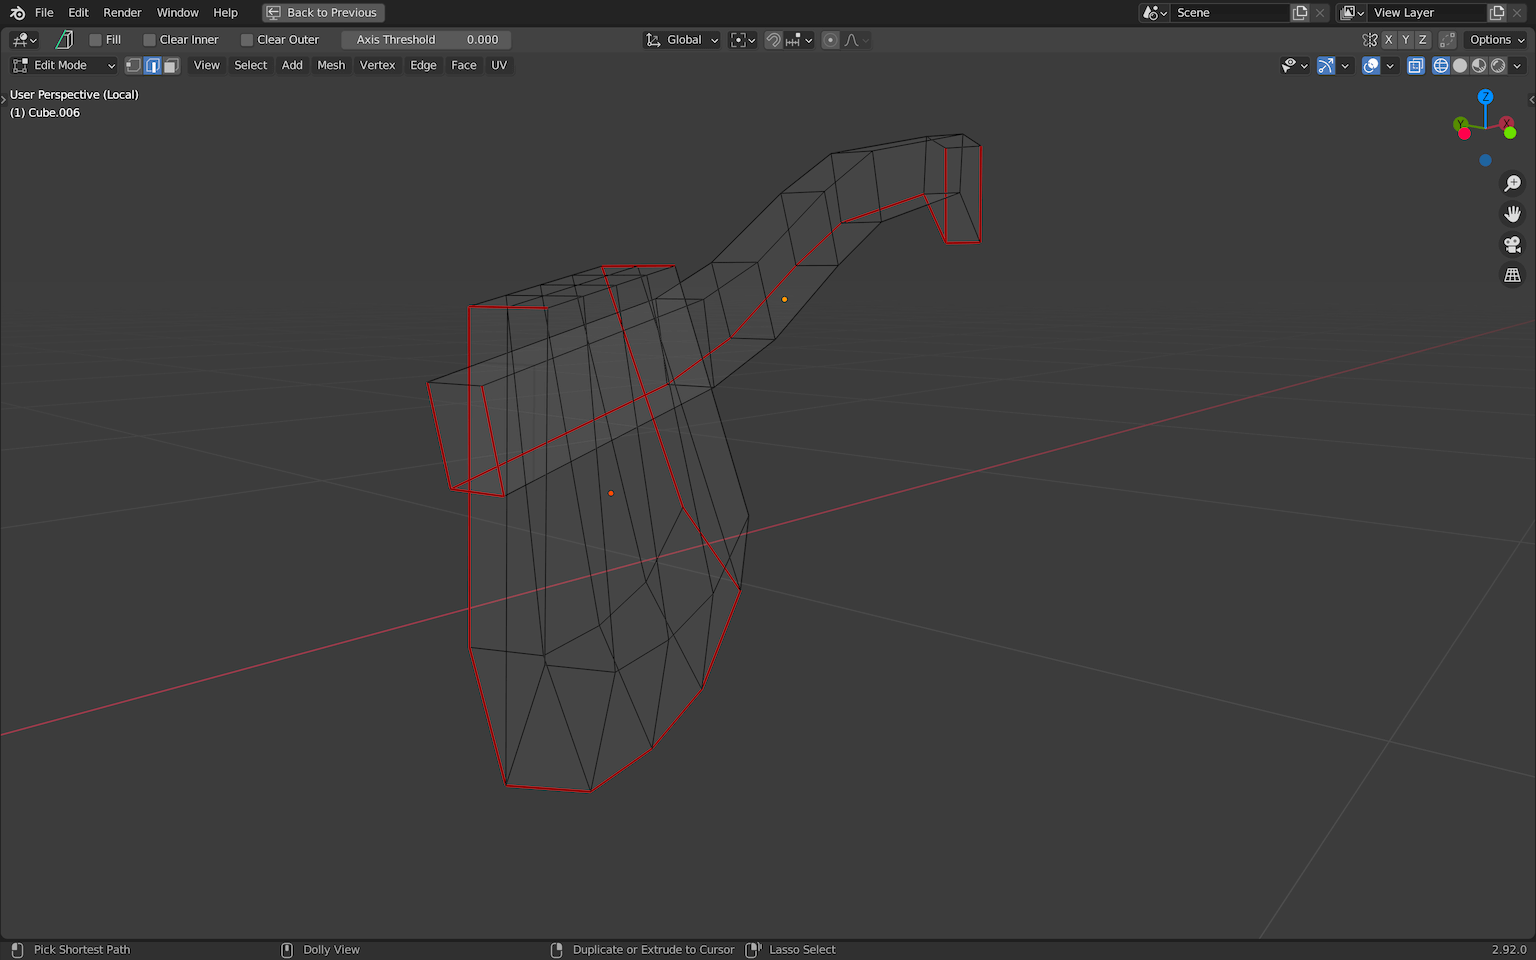 File Edit Render Window Help Back to Previous Scene View Layer
Fill Clear Inner Clear Outer Axis Threshold 0.000 Global X Y Z Options
Edit Mode View Select Add Mesh Vertex Edge Face UV
User Perspective (Local)
(1) Cube.006
Z
Y X
Pick Shortest Path Dolly View Duplicate or Extrude to Cursor Lasso Select 2.92.0